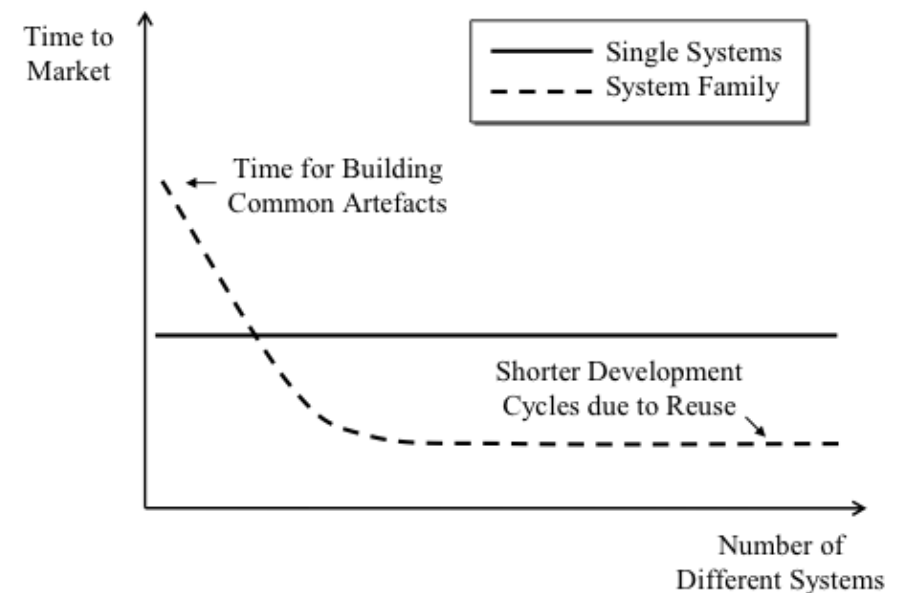 Time to
Market
Single Systems
System Family
Time for Building
Common Artefacts
Shorter Development
Cycles due to Reuse
Number of
Different Systems